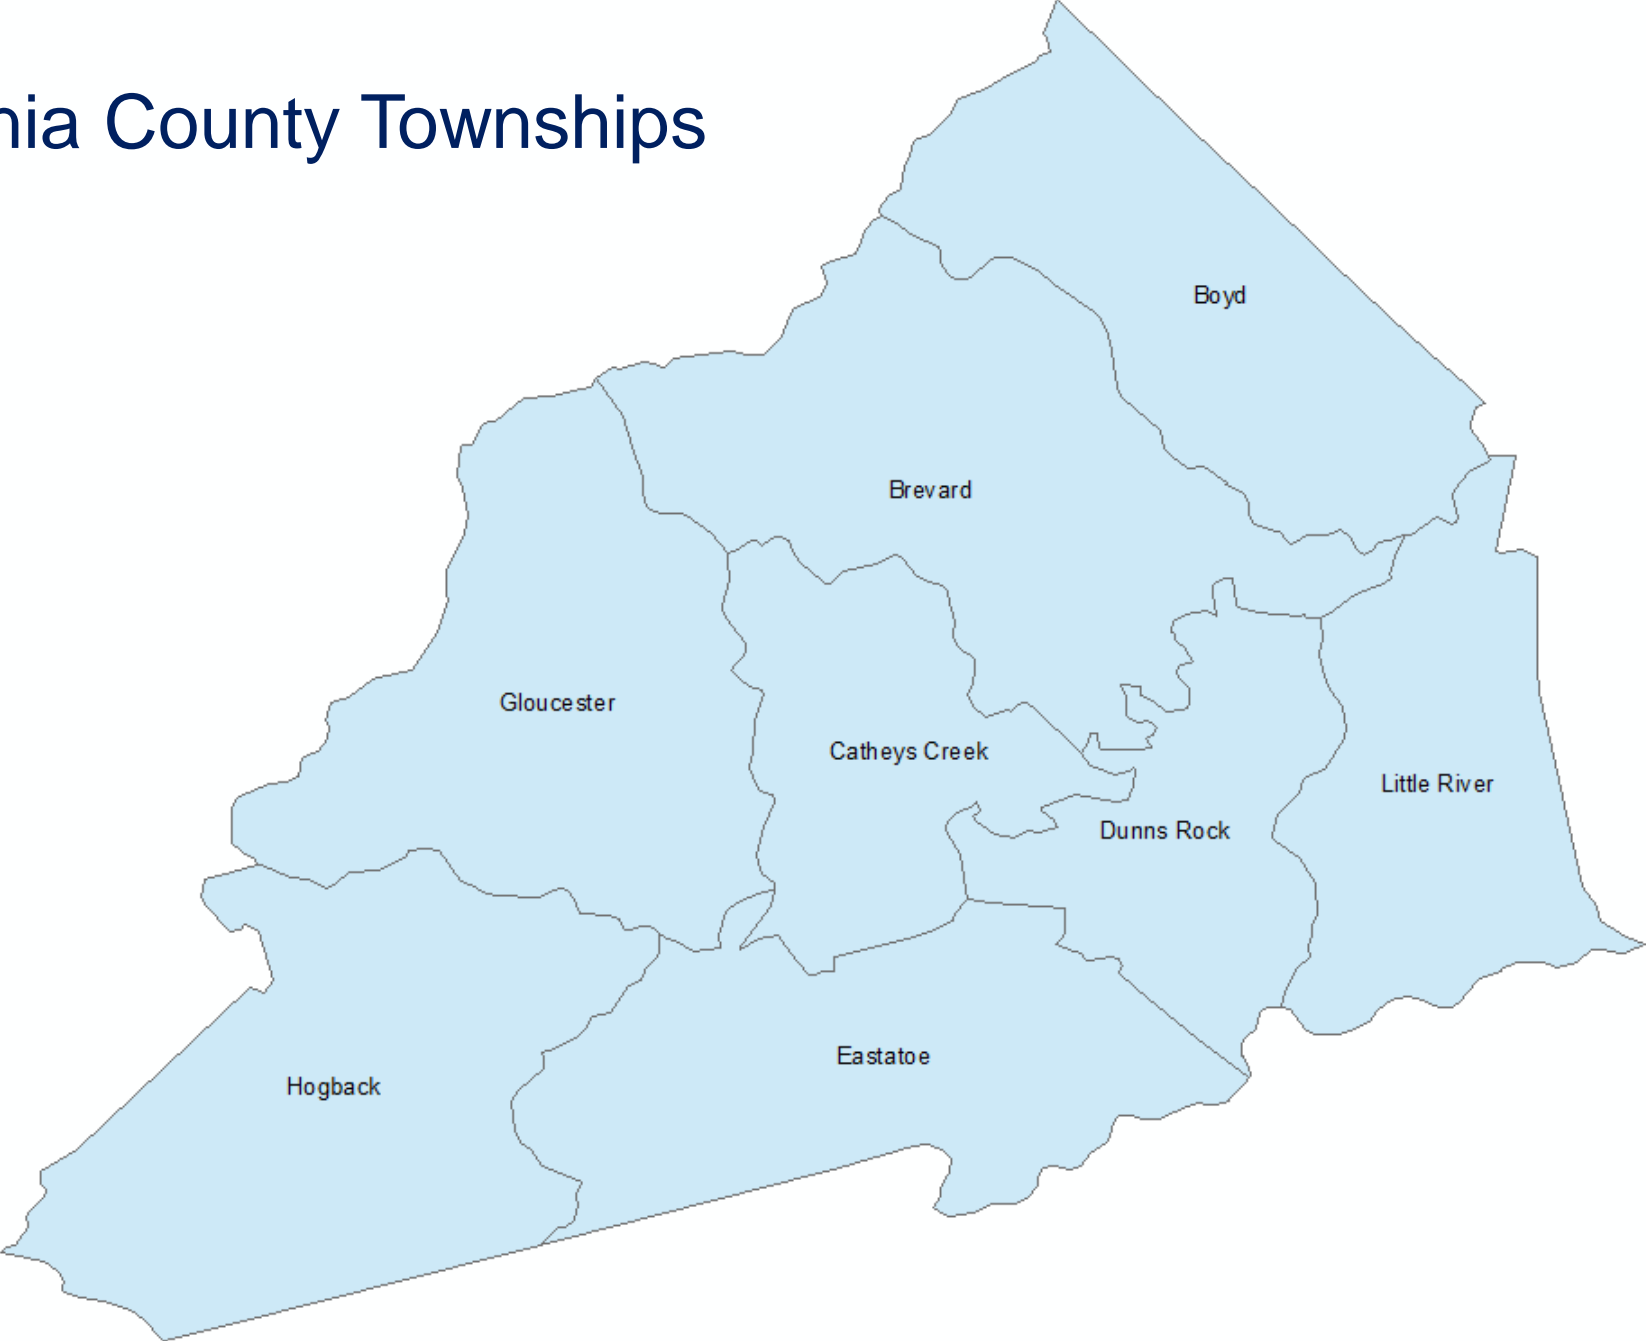 nia County Townships
Boyd
Brevard
Gloucester
Catheys Creek
Little River
Dunns Rock
Eastatoe
Hogback